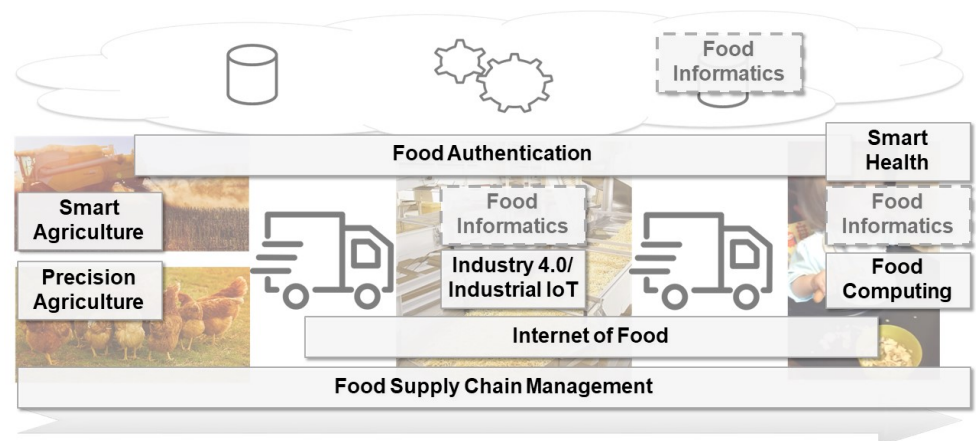 Food
Informatics
Food Authentication
Smart
Health
Smart
Agriculture
Food
Informatics
Food
Informatics
Precision
Agriculture
Industry 4.0/
Industrial IoT
Food
Computing
Internet of Food
Food Supply Chain Management